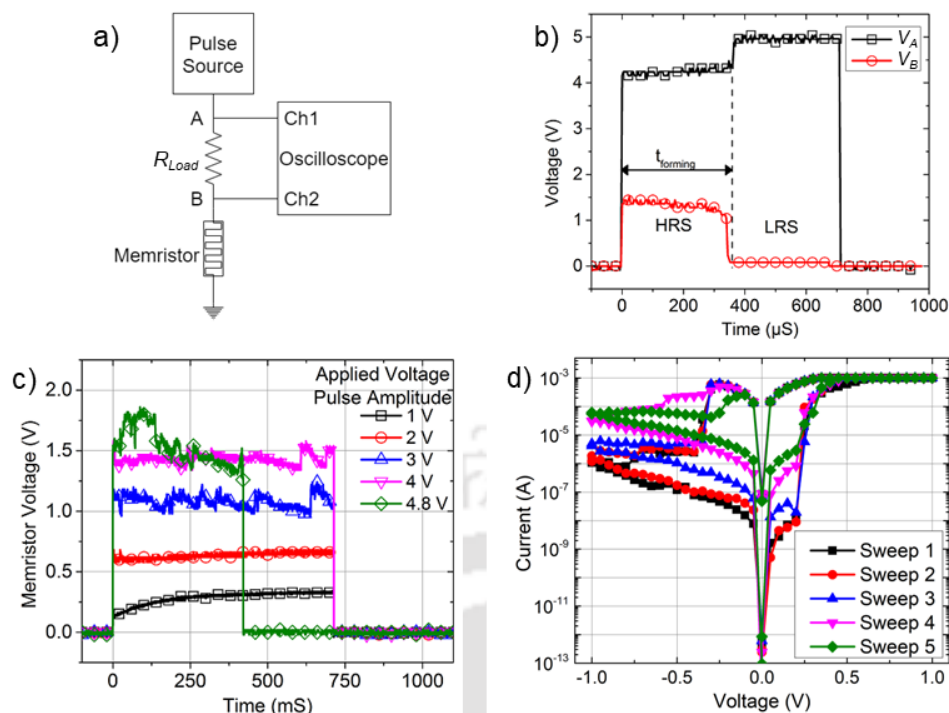 a)
Pulse
Source
A
Ch1
R_Load
Oscilloscope
B
Ch2
Memristor
b)
V_A
V_B
t_forming
HRS
LRS
Voltage (V)
5
4
3
2
1
0
0 200 400 600 800 1000
Time (µS)
c)
Applied Voltage
Pulse Amplitude
1 V
2 V
3 V
4 V
4.8 V
Memristor Voltage (V)
2.0
1.5
1.0
0.5
0.0
0 250 500 750 1000
Time (mS)
d)
Current (A)
10⁻³
10⁻⁵
10⁻⁷
10⁻⁹
10⁻¹¹
10⁻¹³
Sweep 1
Sweep 2
Sweep 3
Sweep 4
Sweep 5
-1.0 -0.5 0.0 0.5 1.0
Voltage (V)